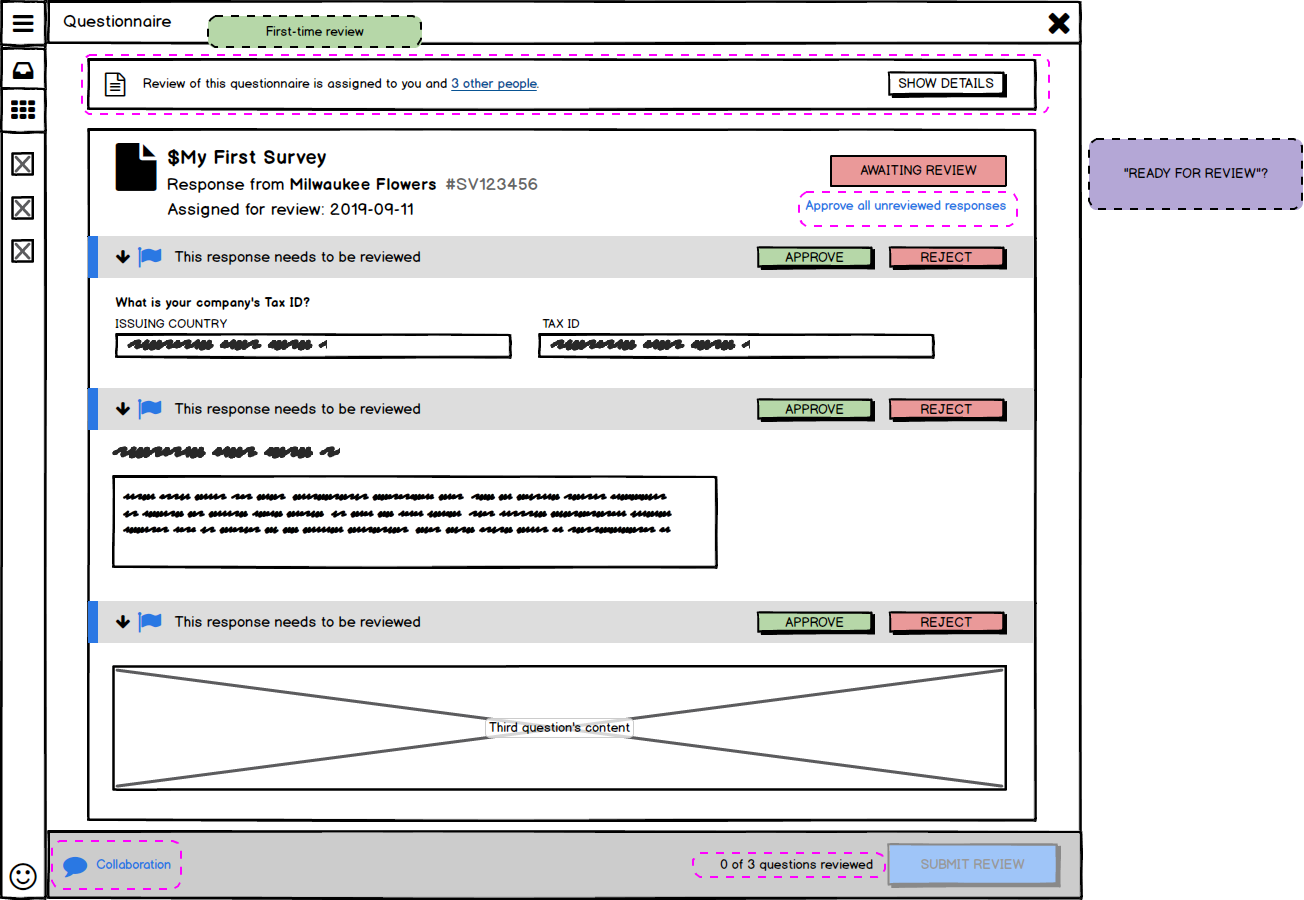 Questionnaire
First-time review
Review of this questionnaire is assigned to you and 3 other people.
SHOW DETAILS
$My First Survey
Response from Milwaukee Flowers #SV123456
Assigned for review: 2019-09-11
AWAITING REVIEW
Approve all unreviewed responses
"READY FOR REVIEW"?
This response needs to be reviewed
APPROVE
REJECT
What is your company's Tax ID?
ISSUING COUNTRY
TAX ID
This response needs to be reviewed
APPROVE
REJECT
This response needs to be reviewed
APPROVE
REJECT
Third question's content
Collaboration
0 of 3 questions reviewed
SUBMIT REVIEW